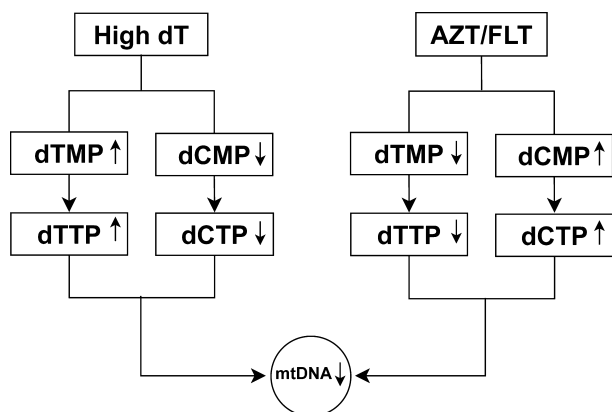 High dT
AZT/FLT
dTMP↑
dCMP↓
dTMP↓
dCMP↑
dTTP↑
dCTP↓
dTTP↓
dCTP↑
mtDNA↓